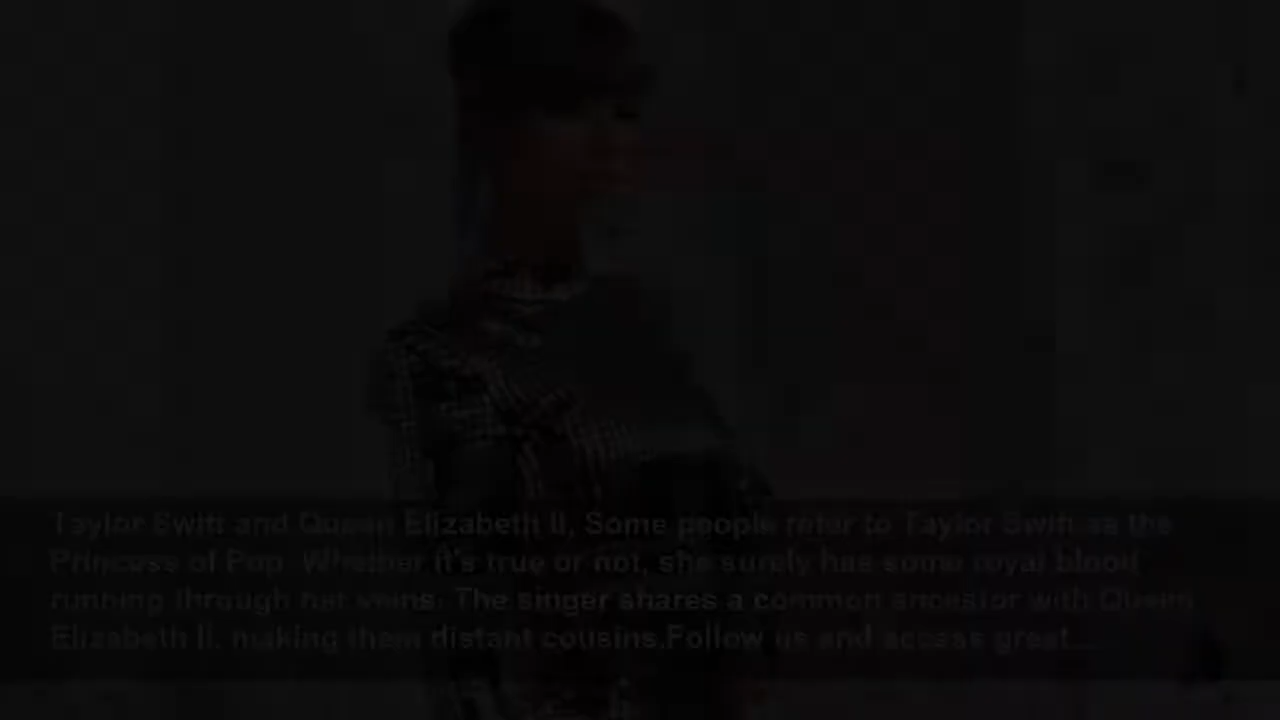 Taylor Swift and Queen Elizabeth II, Some people refer to Taylor Swift as the
Princess of Pop. Whether it's true or not, she surely has some royal blood
running through her veins. The singer shares a common ancestor with Queen
Elizabeth II, making them distant cousins.Follow us and access great...